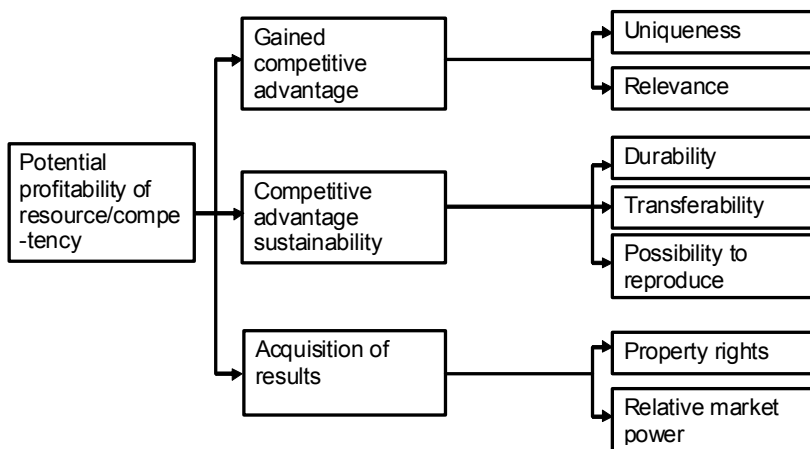 Potential
profitability of
resource/compe
-tency
Gained
competitive
advantage
Competitive
advantage
sustainability
Acquisition of
results
Uniqueness
Relevance
Durability
Transferability
Possibility to
reproduce
Property rights
Relative market
power